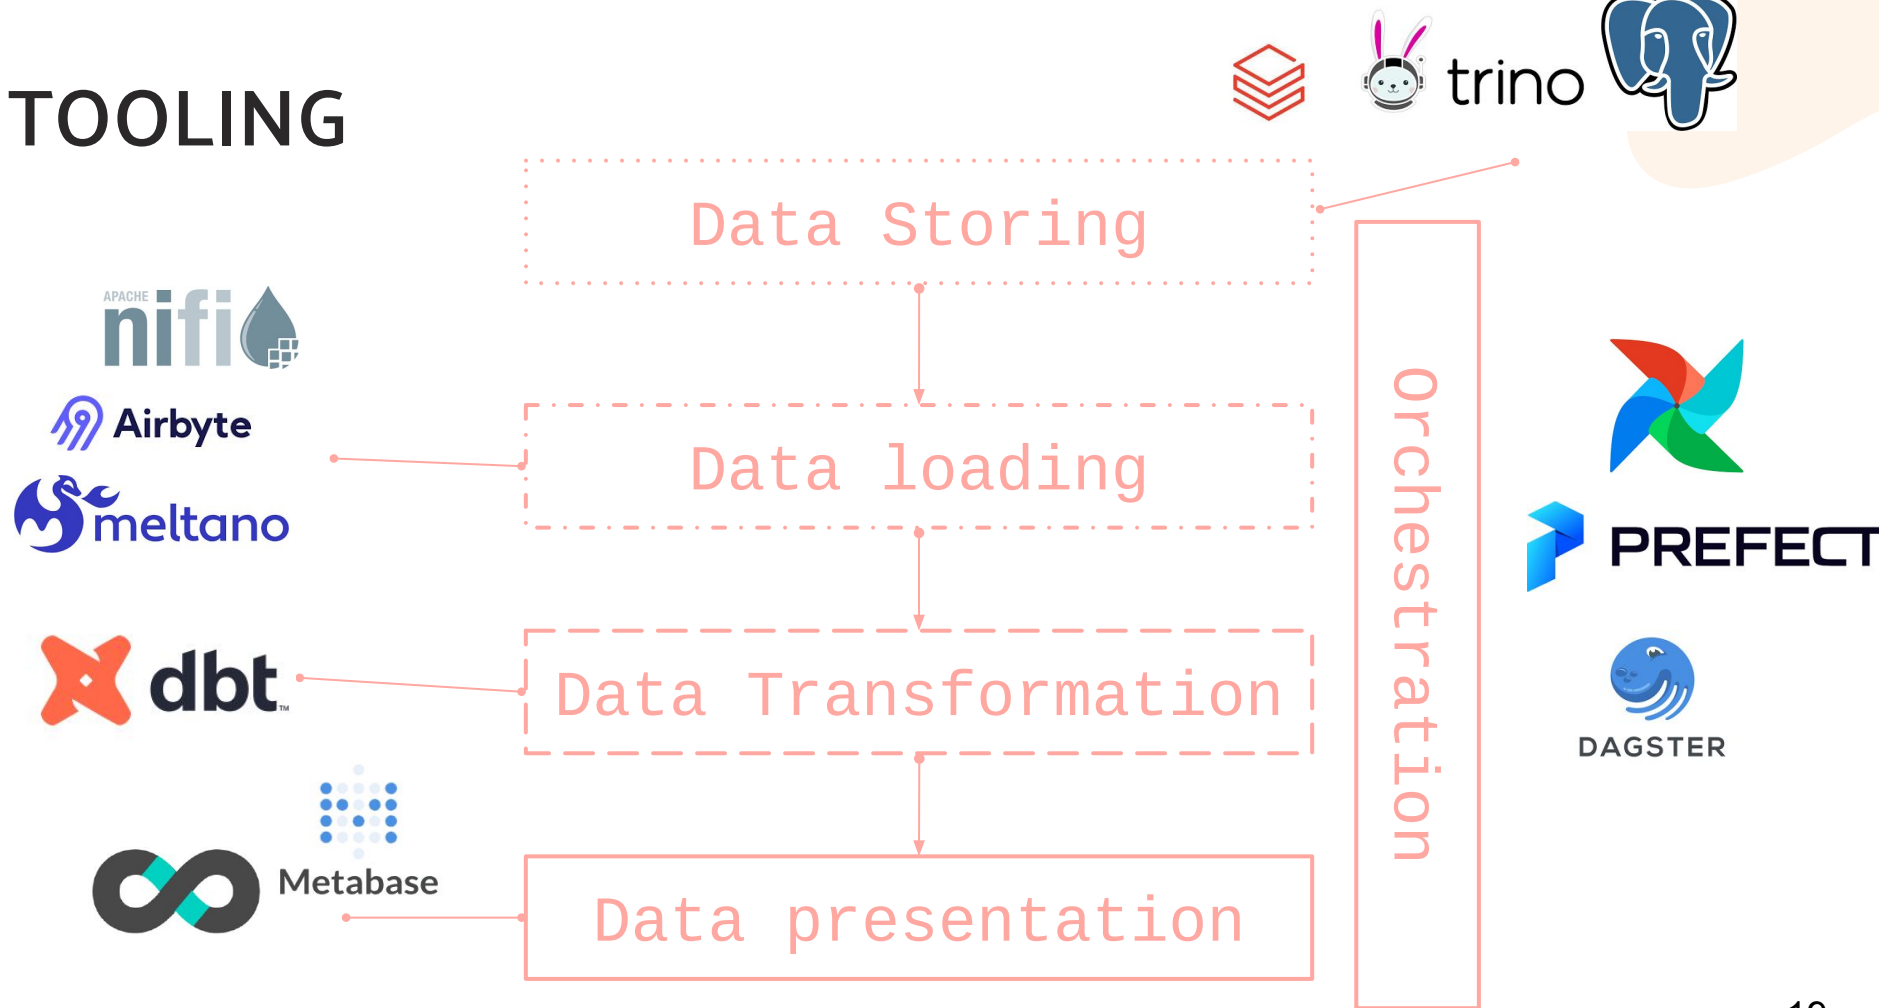 TOOLING
trino
Data Storing
APACHE
nifi
Airbyte
meltano
Data loading
Orchestration
PREFECT
dbt
TM
Data Transformation
DAGSTER
Metabase
Data presentation